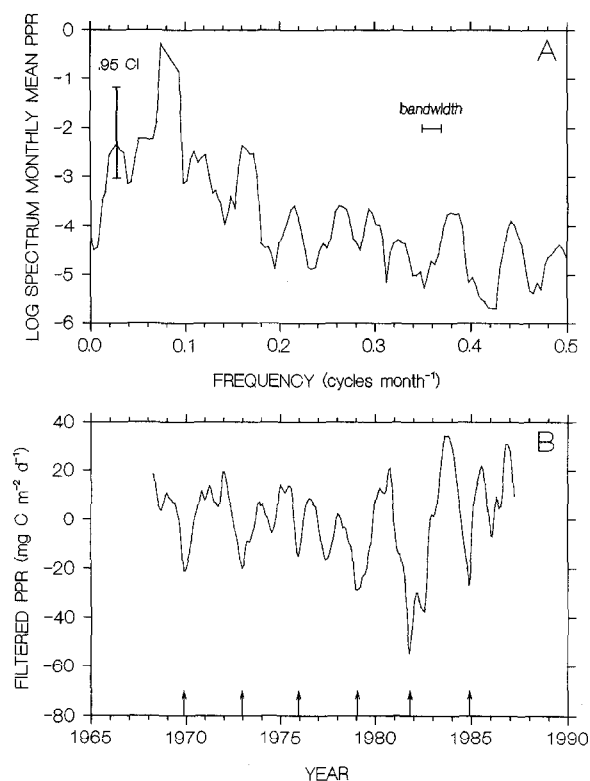 A
LOG SPECTRUM MONTHLY MEAN PPR
0
-1
-2
-3
-4
-5
-6
.95 CI
bandwidth
0.0 0.1 0.2 0.3 0.4 0.5
FREQUENCY (cycles month⁻¹)
B
FILTERED PPR (mg C m⁻² d⁻¹)
40
20
0
-20
-40
-60
-80
1965 1970 1975 1980 1985 1990
YEAR